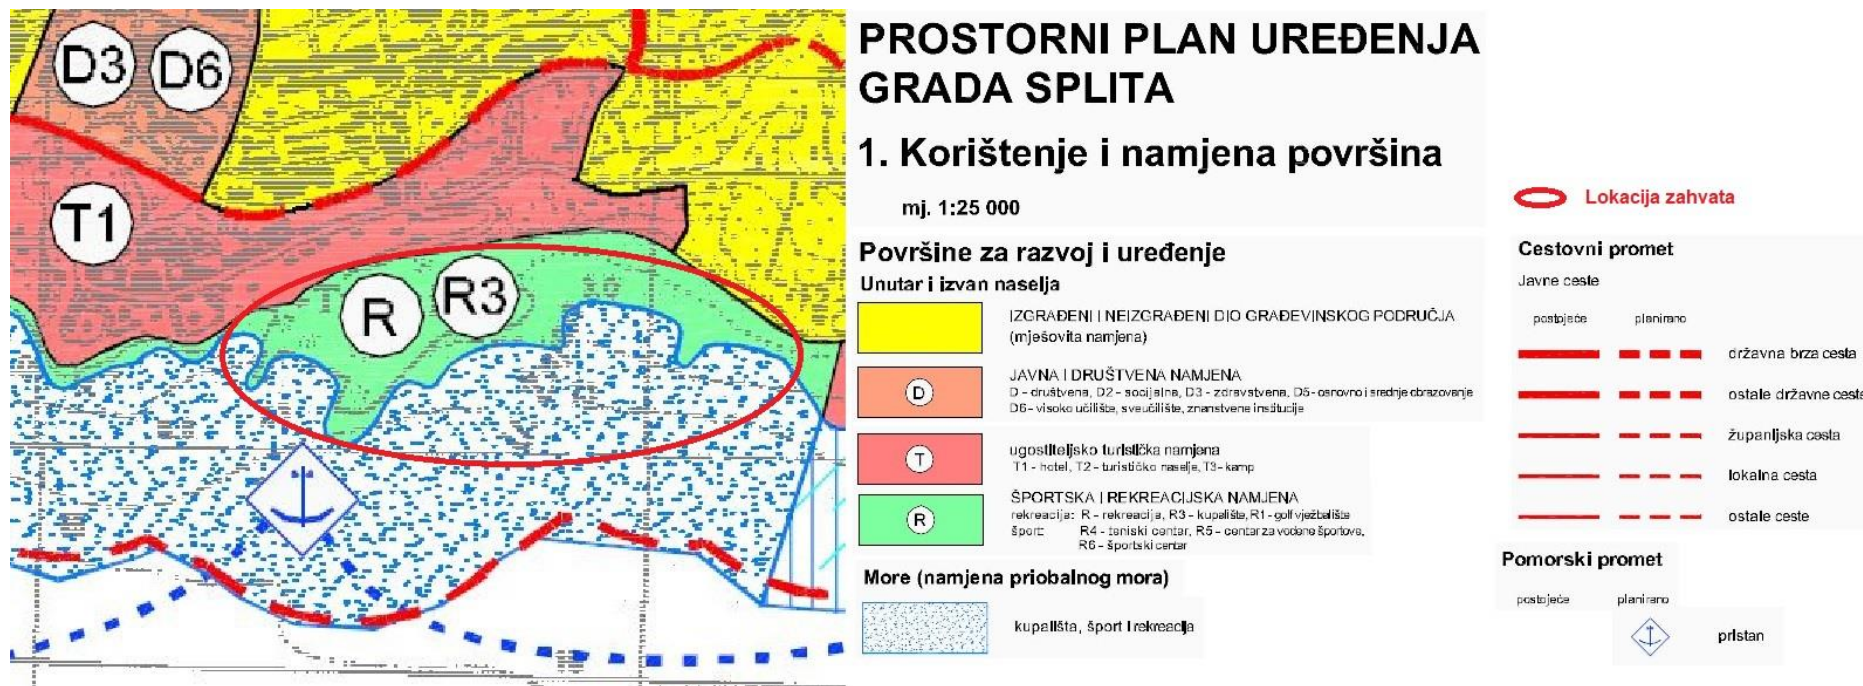 D3
D6
T1
R
R3
PROSTORNI PLAN UREĐENJA
GRADA SPLITA
1. Korištenje i namjena površina
mj. 1:25 000
Površine za razvoj i uređenje
Unutar i izvan naselja
IZGRAĐENI I NEIZGRAĐENI DIO GRAĐEVINSKOG PODRUČJA
(mješovita namjena)
D
JAVNA I DRUŠTVENA NAMJENA
D - društvena, D2 - socijalna, D3 - zdravstvena, D5- osnovno i srednje obrazovanje
D6 - visoko učilište, sveučilište, znanstvene institucije
T
ugostiteljsko turistička namjena
T1 - hotel, T2 - turističko naselje, T3- kamp
R
ŠPORTSKA I REKREACIJSKA NAMJENA
rekreacija: R - rekreacija, R3 - kupalište, R1 - golf vježbalište
šport: R4 - teniski centar, R5 - centar za vodene športove,
R6 - športski centar
More (namjena priobalnog mora)
kupališta, šport i rekreacija
Lokacija zahvata
Cestovni promet
Javne ceste
postojeće planirano
državna brza cesta
ostale državne ceste
županijska cesta
lokalna cesta
ostale ceste
Pomorski promet
postojeće planirano
pristan